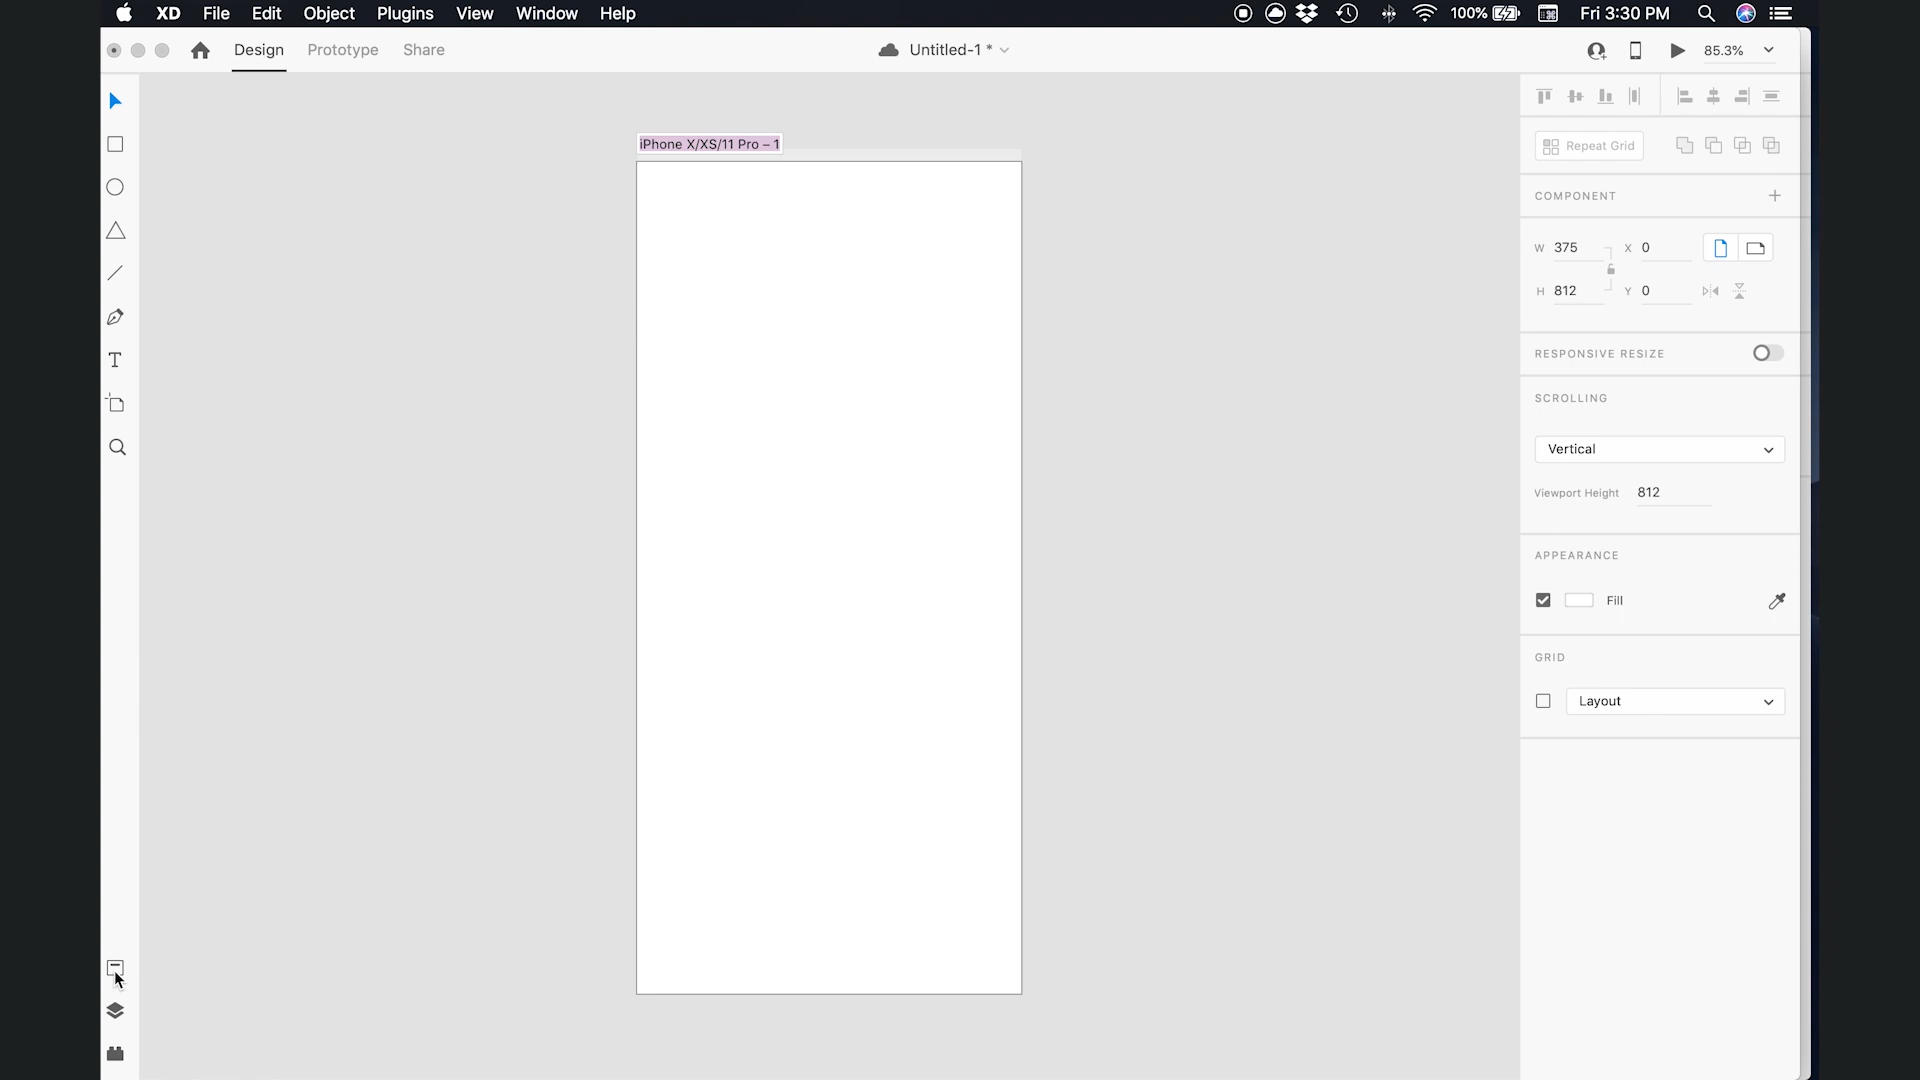 XD File Edit Object Plugins View Window Help 100% Fri 3:30 PM
Design Prototype Share Untitled-1 * 85.3%
iPhone X/XS/11 Pro – 1
Repeat Grid
COMPONENT
W 375 X 0
H 812 Y 0
RESPONSIVE RESIZE
SCROLLING
Vertical
Viewport Height 812
APPEARANCE
Fill
GRID
Layout
T